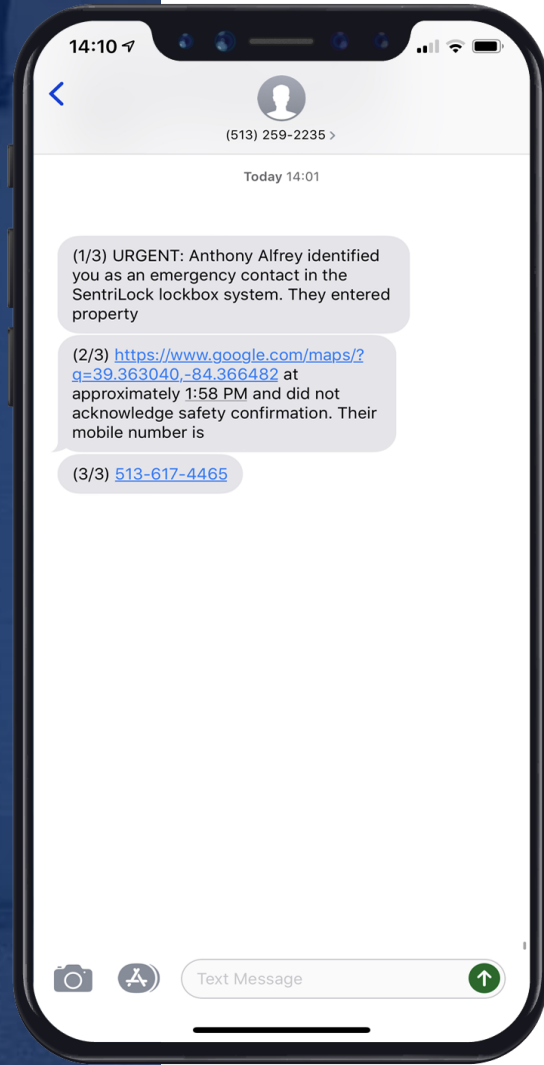 14:10
(513) 259-2235 >
Today 14:01
(1/3) URGENT: Anthony Alfrey identified
you as an emergency contact in the
SentriLock lockbox system. They entered
property
(2/3) https://www.google.com/maps/?
q=39.363040,-84.366482 at
approximately 1:58 PM and did not
acknowledge safety confirmation. Their
mobile number is
(3/3) 513-617-4465
Text Message